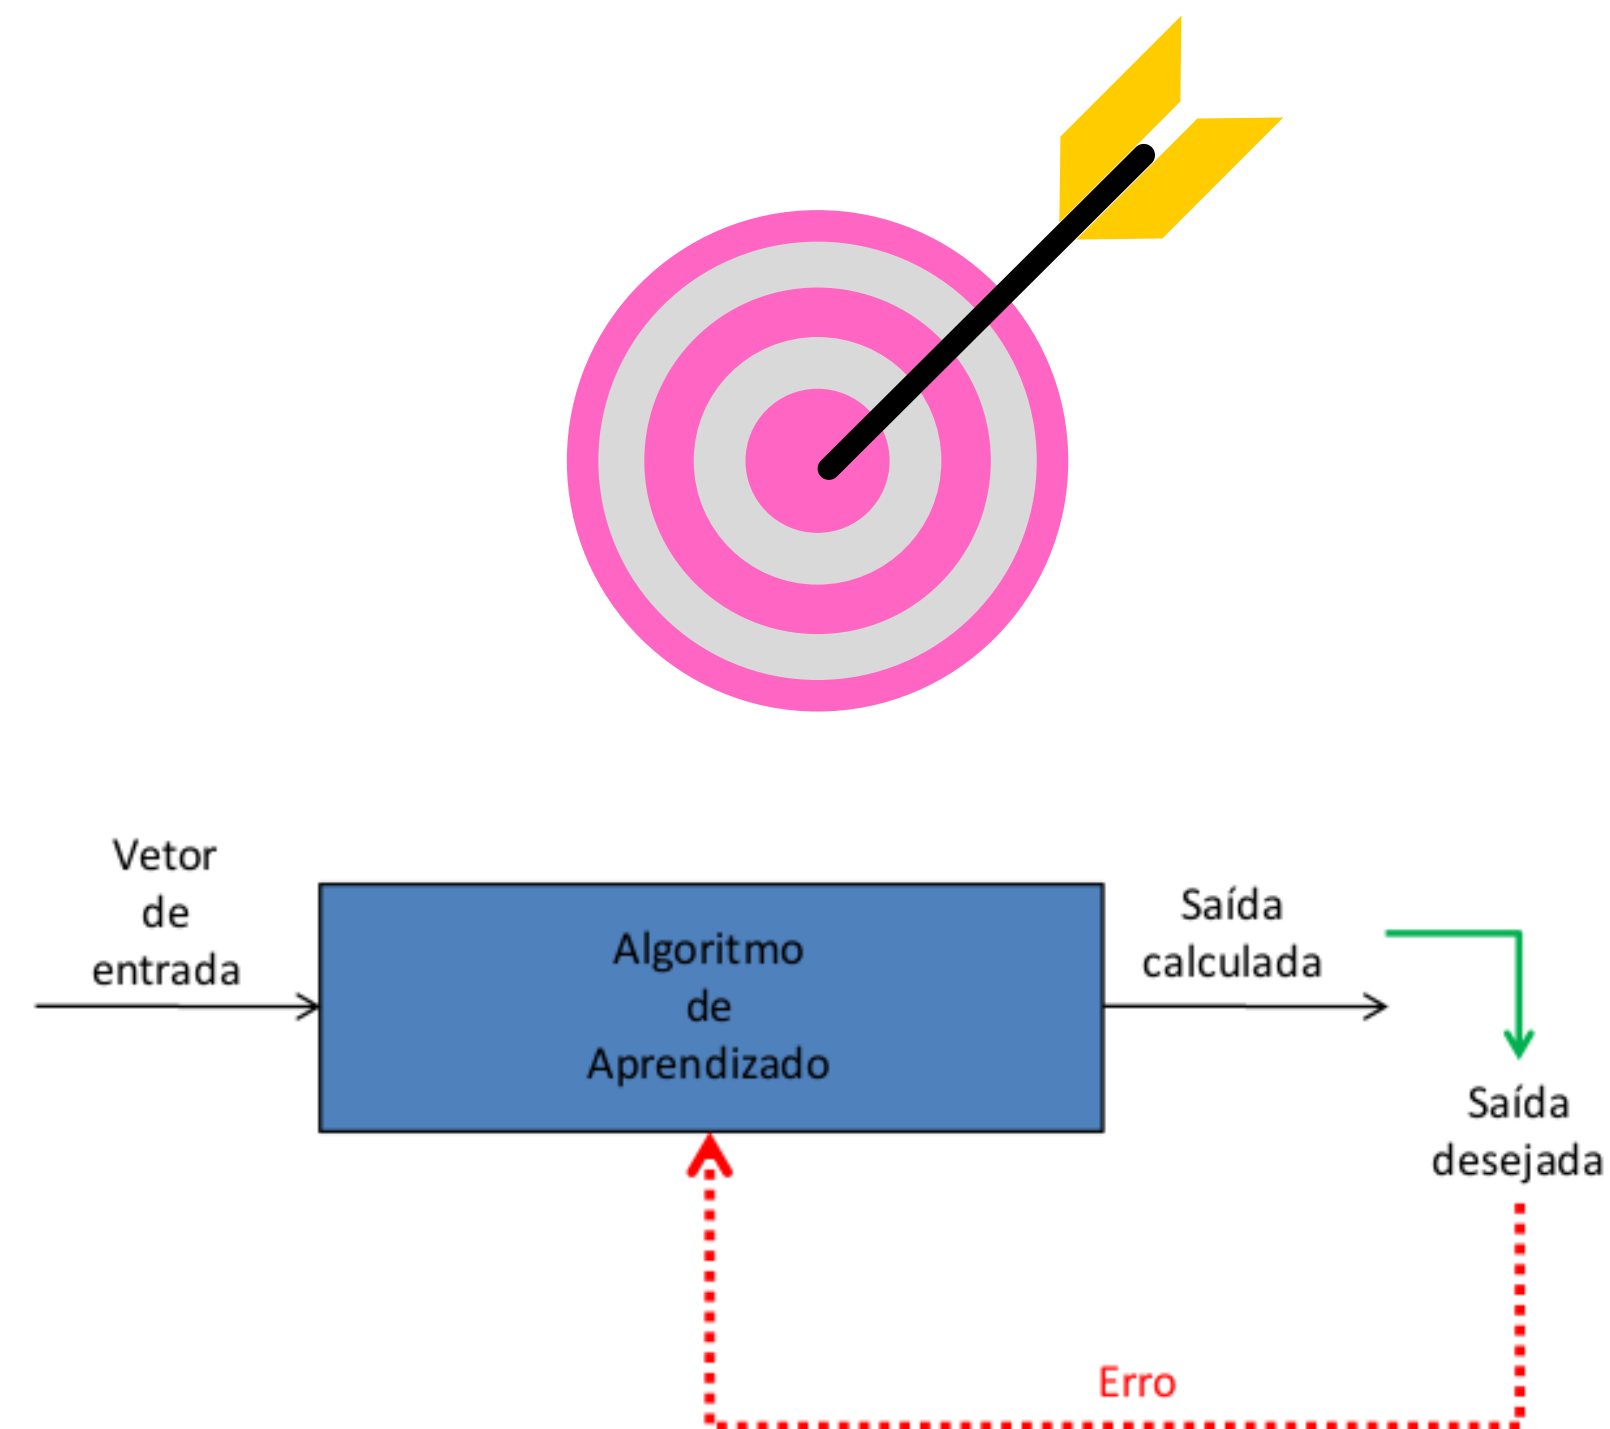 Vetor
de
entrada
Algoritmo
de
Aprendizado
Saída
calculada
Saída
desejada
Erro